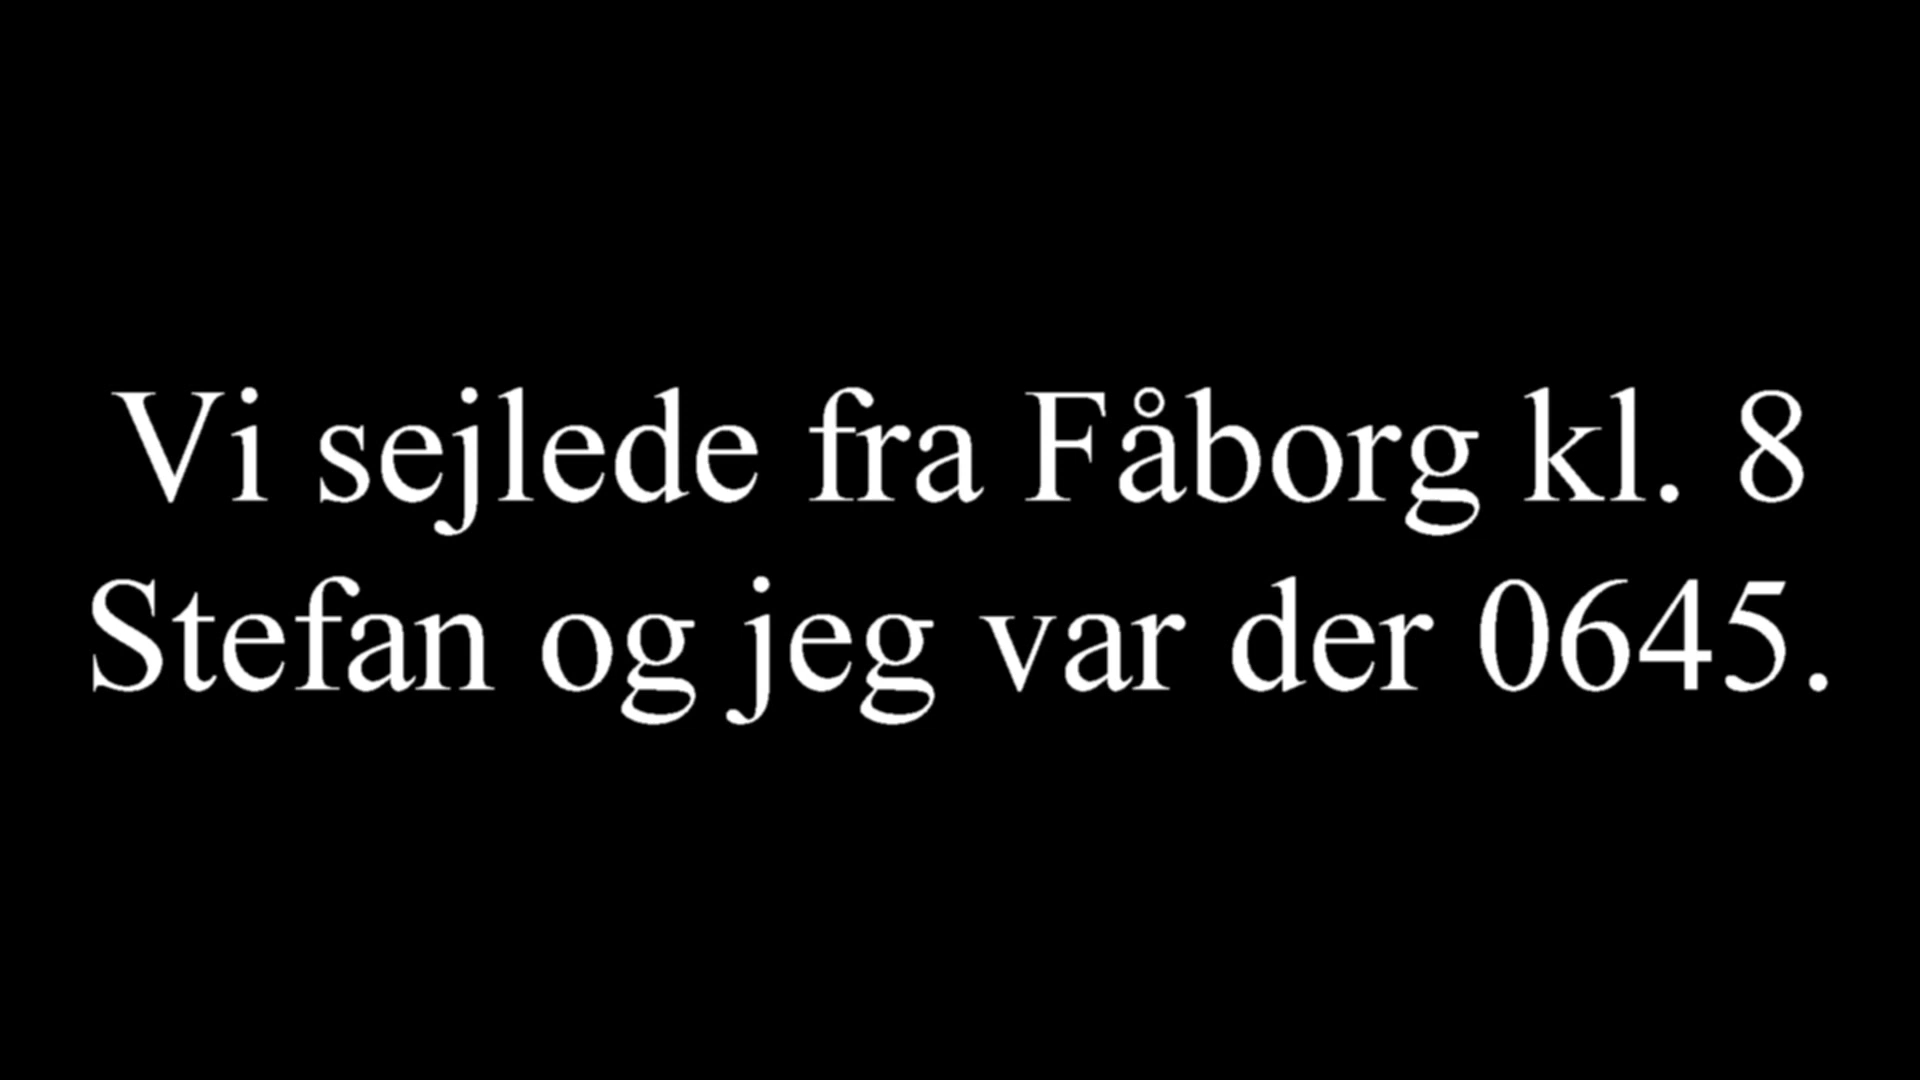 Vi sejlede fra Fåborg kl. 8
Stefan og jeg var der 0645.